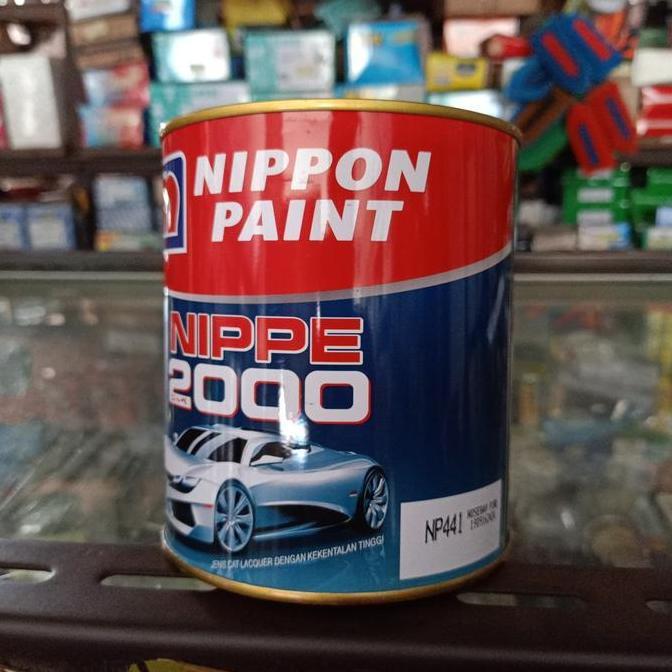 NIPPON
PAINT
NIPPE
2000
JENIS CAT LACQUER DENGAN KEKENTALAN TINGGI
NP441